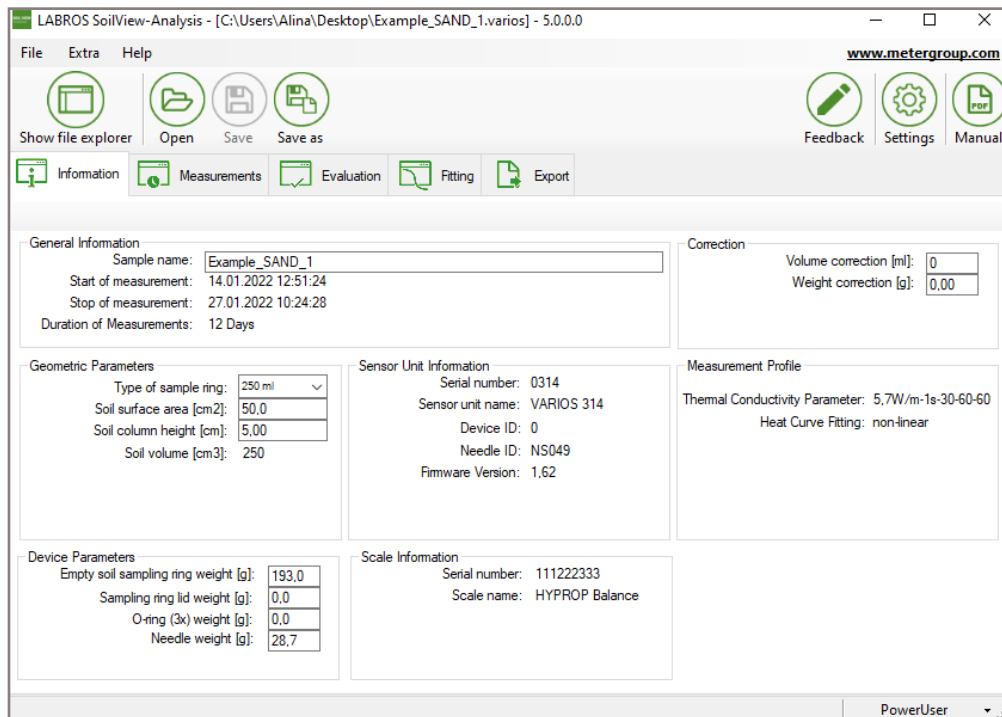 LABROS SoilView-Analysis - [C:\Users\Alina\Desktop\Example_SAND_1.varios] - 5.0.0.0
File Extra Help www.metergroup.com
Show file explorer Open Save Save as Feedback Settings PDF Manual
Information Measurements Evaluation Fitting Export
General Information
Sample name: Example_SAND_1
Start of measurement: 14.01.2022 12:51:24
Stop of measurement: 27.01.2022 10:24:28
Duration of Measurements: 12 Days
Correction
Volume correction [ml]: 0
Weight correction [g]: 0,00
Geometric Parameters
Type of sample ring: 250 ml
Soil surface area [cm2]: 50,0
Soil column height [cm]: 5,00
Soil volume [cm3]: 250
Sensor Unit Information
Serial number: 0314
Sensor unit name: VARIOS 314
Device ID: 0
Needle ID: NS049
Firmware Version: 1,62
Measurement Profile
Thermal Conductivity Parameter: 5,7W/m-1s-30-60-60
Heat Curve Fitting: non-linear
Device Parameters
Empty soil sampling ring weight [g]: 193,0
Sampling ring lid weight [g]: 0,0
O-ring (3x) weight [g]: 0,0
Needle weight [g]: 28,7
Scale Information
Serial number: 111222333
Scale name: HYPROP Balance
PowerUser